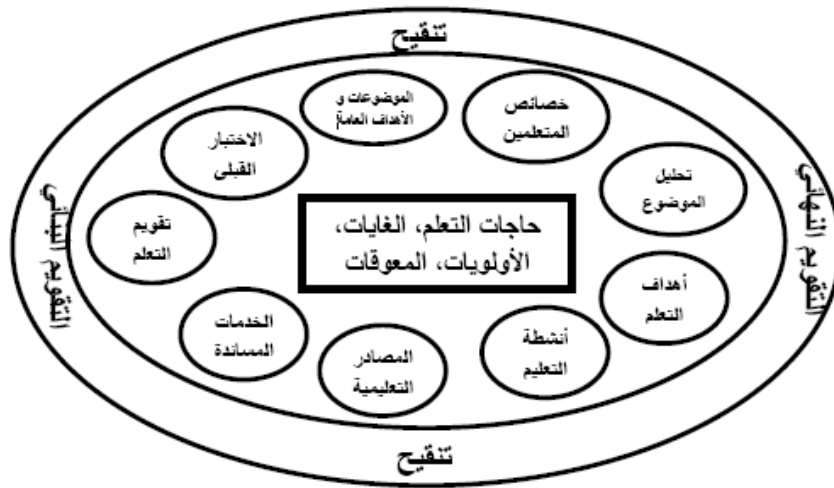 تنقيح
خصائص
المتعلمين
الموضوعات و
الأهداف العامة
الاختبار
القبلى
تحليل
الموضوع
تقويم
التعلم
حاجات التعلم، الغايات،
الأولويات، المعوقات
التقويم النهائي
التقويم البنائي
أهداف
التعلم
أنشطة
التعليم
المصادر
التعليمية
الخدمات
المساندة
تنقيح